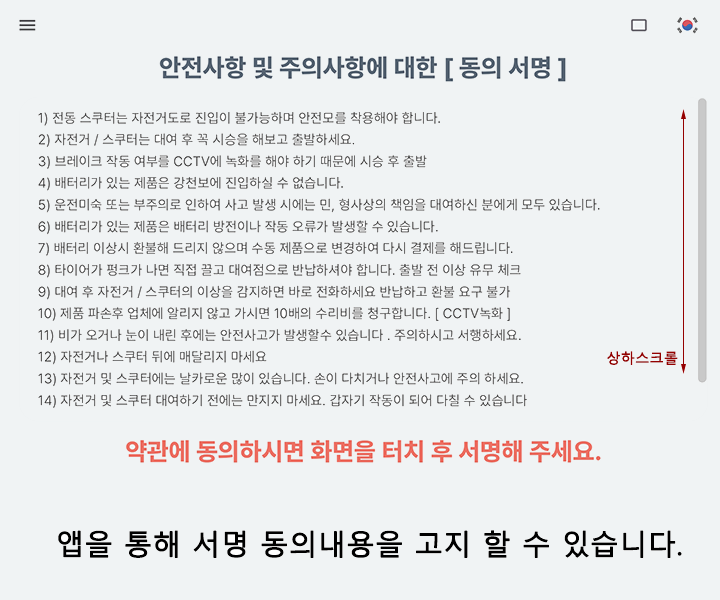 안전사항 및 주의사항에 대한 [ 동의 서명 ]
1) 전동 스쿠터는 자전거도로 진입이 불가능하며 안전모를 착용해야 합니다.
2) 자전거 / 스쿠터는 대여 후 꼭 시승을 해보고 출발하세요.
3) 브레이크 작동 여부를 CCTV에 녹화를 해야 하기 때문에 시승 후 출발
4) 배터리가 있는 제품은 강천보에 진입하실 수 없습니다.
5) 운전미숙 또는 부주의로 인하여 사고 발생 시에는 민, 형사상의 책임을 대여하신 분에게 모두 있습니다.
6) 배터리가 있는 제품은 배터리 방전이나 작동 오류가 발생할 수 있습니다.
7) 배터리 이상시 환불해 드리지 않으며 수동 제품으로 변경하여 다시 결제를 해드립니다.
8) 타이어가 펑크가 나면 직접 끌고 대여점으로 반납하셔야 합니다. 출발 전 이상 유무 체크
9) 대여 후 자전거 / 스쿠터의 이상을 감지하면 바로 전화하세요 반납하고 환불 요구 불가
10) 제품 파손후 업체에 알리지 않고 가시면 10배의 수리비를 청구합니다. [ CCTV녹화 ]
11) 비가 오거나 눈이 내린 후에는 안전사고가 발생할수 있습니다 . 주의하시고 서행하세요.
12) 자전거나 스쿠터 뒤에 매달리지 마세요
상하스크롤
13) 자전거 및 스쿠터에는 날카로운 많이 있습니다. 손이 다치거나 안전사고에 주의 하세요.
14) 자전거 및 스쿠터 대여하기 전에는 만지지 마세요. 갑자기 작동이 되어 다칠 수 있습니다
약관에 동의하시면 화면을 터치 후 서명해 주세요.
앱을 통해 서명 동의내용을 고지 할 수 있습니다.